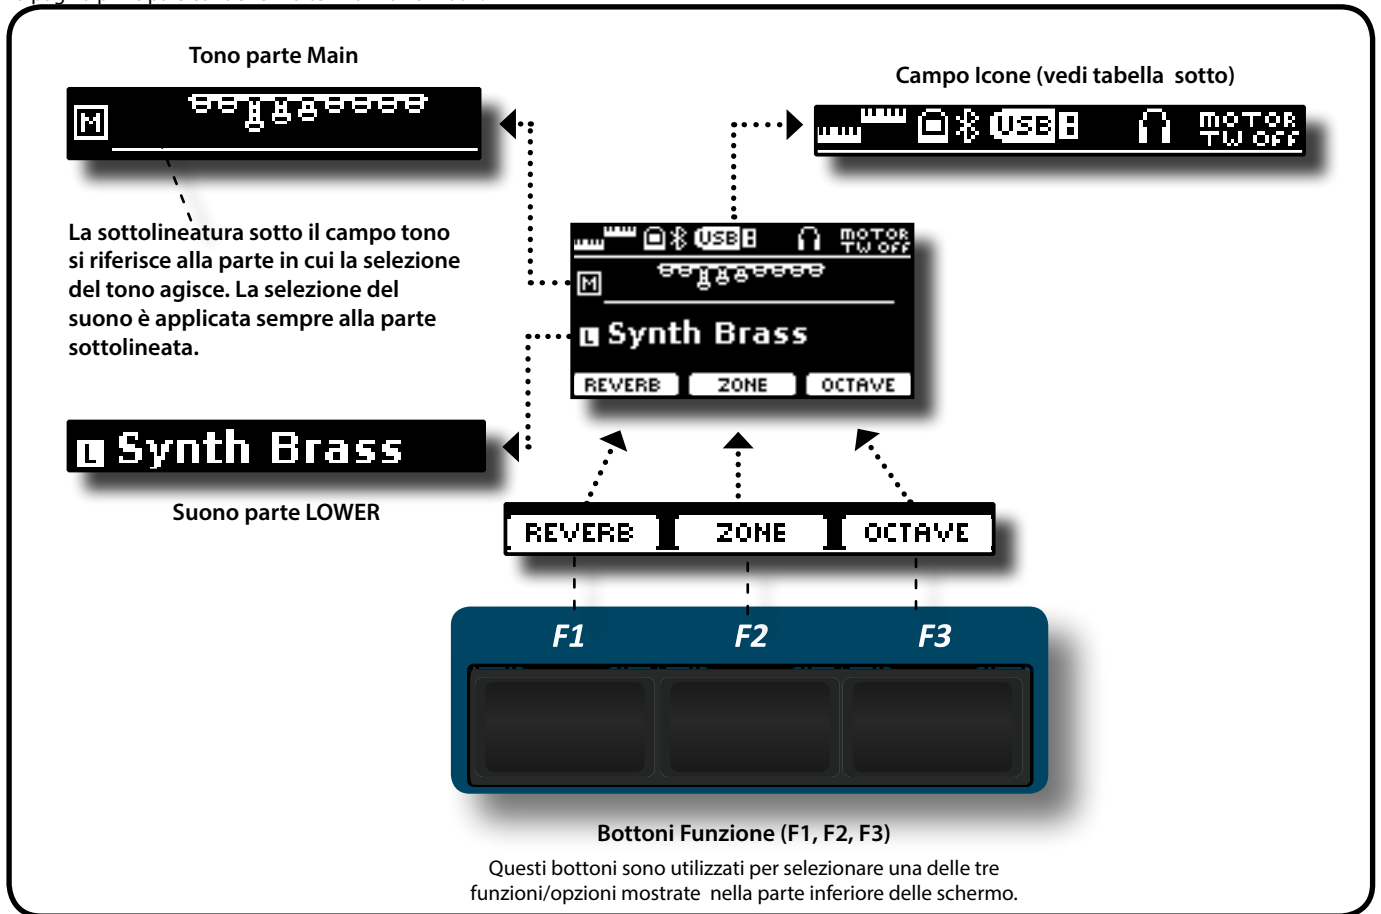 Tono parte Main
M
La sottolineatura sotto il campo tono
si riferisce alla parte in cui la selezione
del tono agisce. La selezione del
suono è applicata sempre alla parte
sottolineata.
L Synth Brass
Suono parte LOWER
Campo Icone (vedi tabella  sotto)
USB MOTOR
TW OFF
USB MOTOR
TW OFF
M
L Synth Brass
REVERB ZONE OCTAVE
REVERB ZONE OCTAVE
F1 F2 F3
Bottoni Funzione (F1, F2, F3)
Questi bottoni sono utilizzati per selezionare una delle tre
funzioni/opzioni mostrate  nella parte inferiore delle schermo.